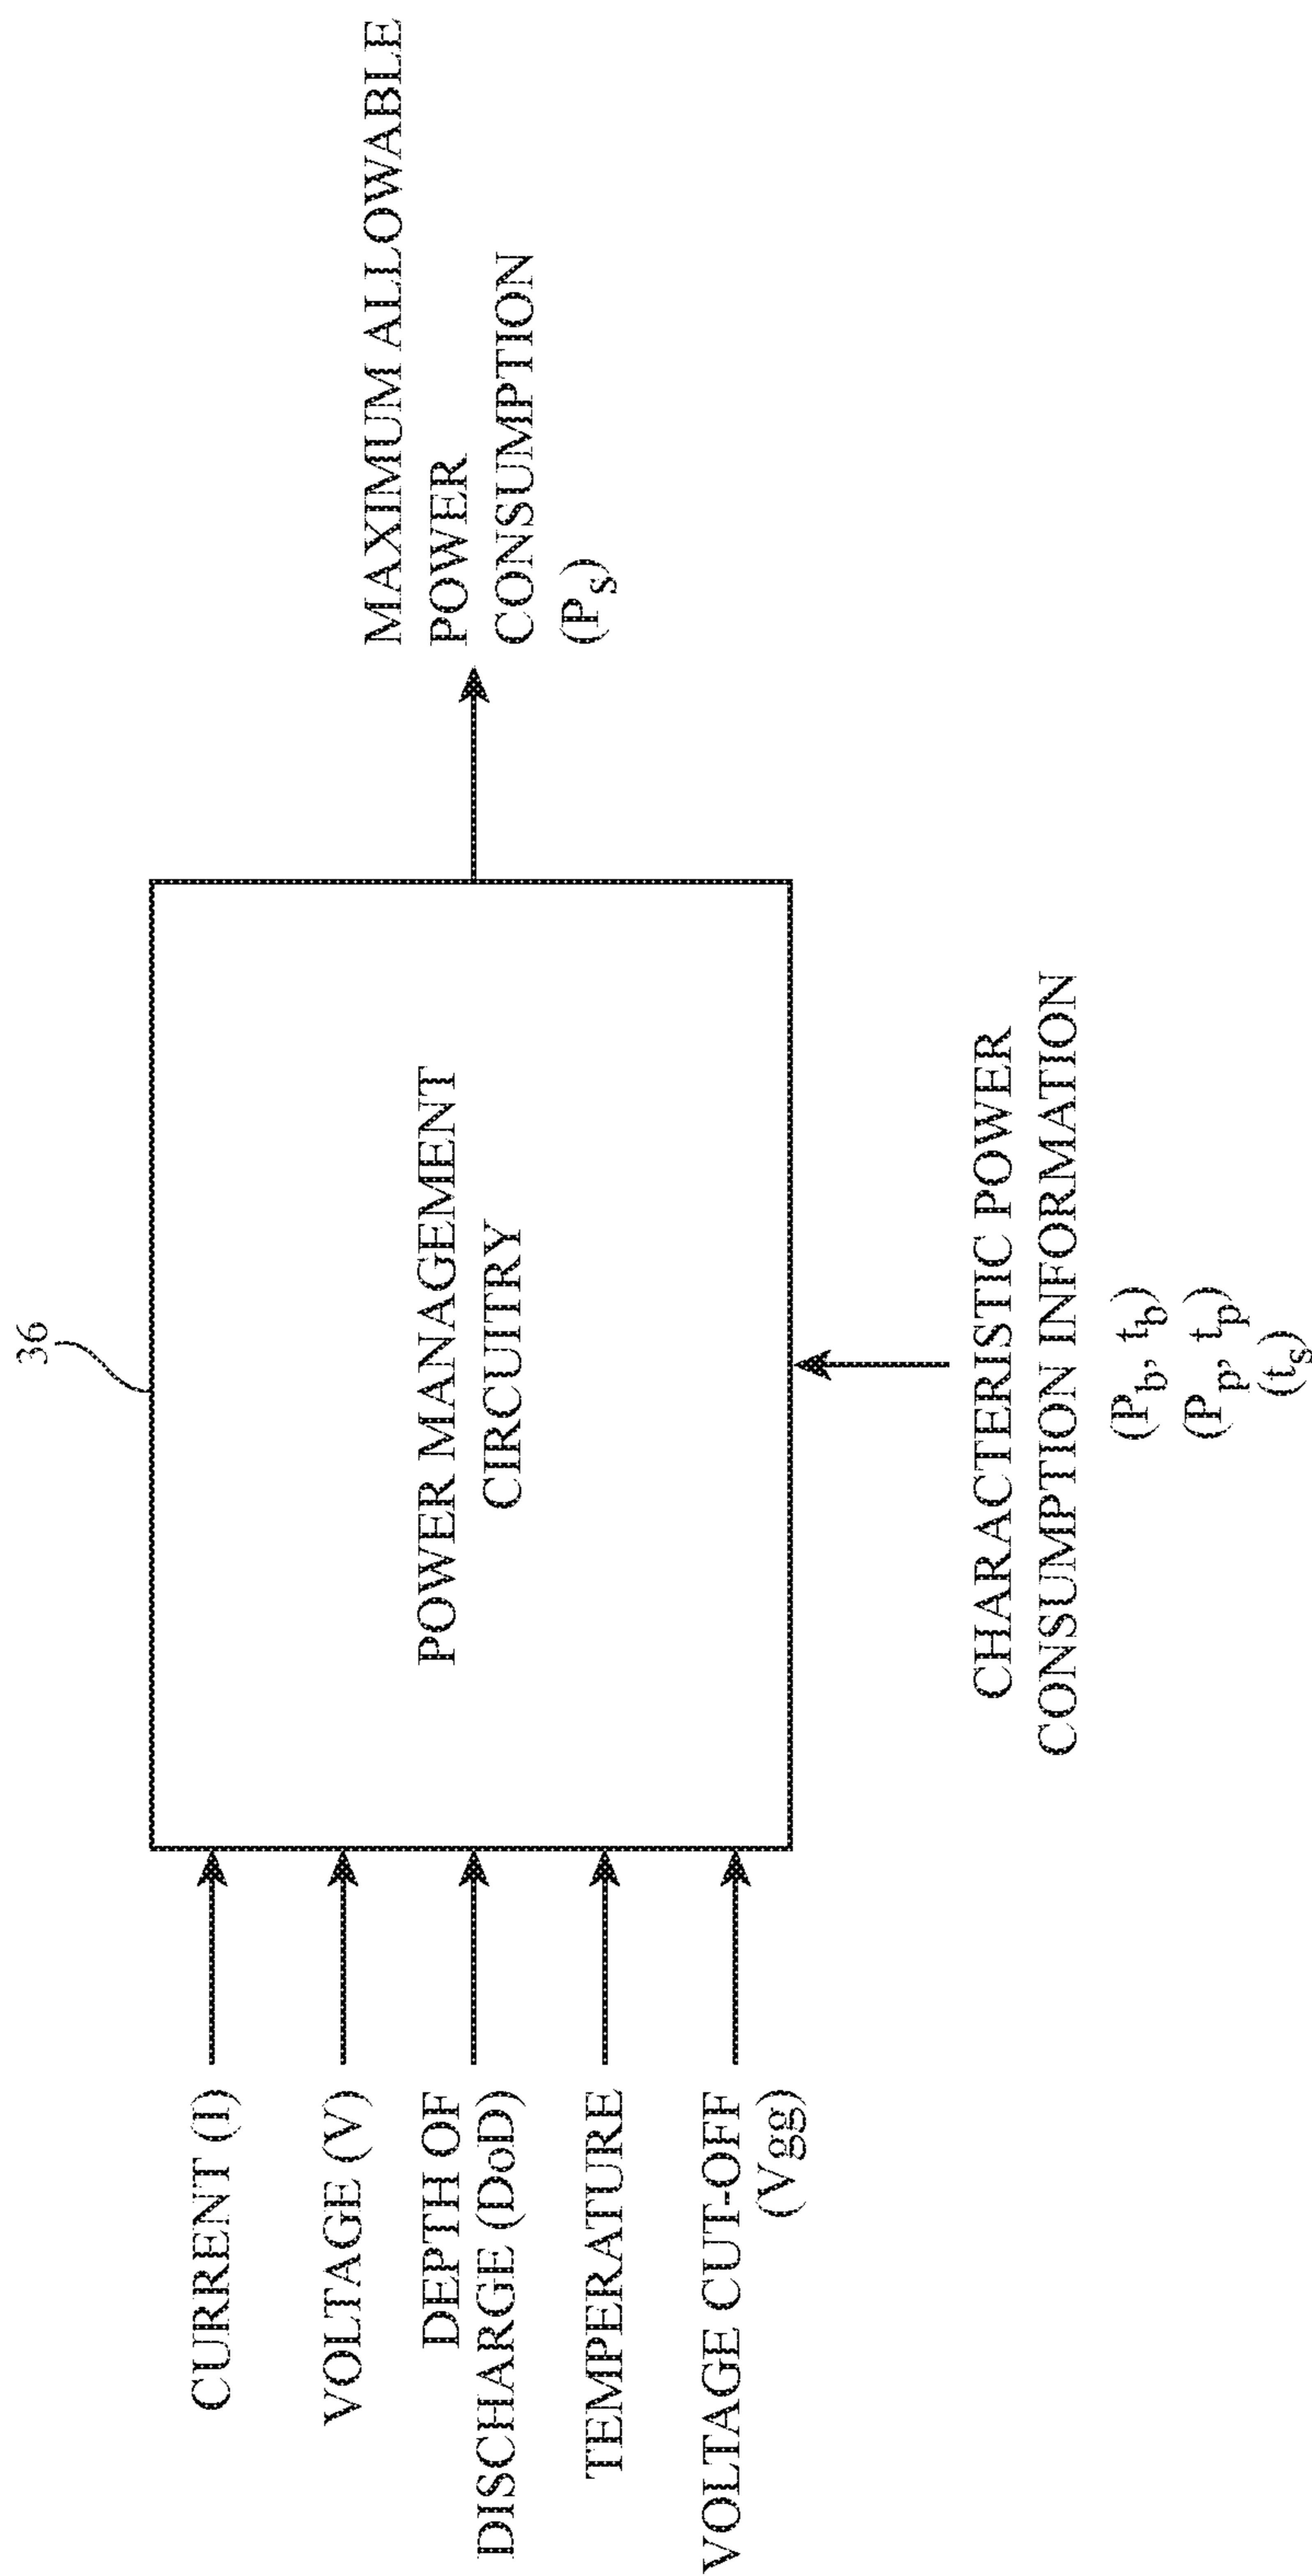 36
CURRENT (I)
VOLTAGE (V)
DEPTH OF
DISCHARGE (DoD)
TEMPERATURE
VOLTAGE CUT-OFF
(Vgg)
POWER MANAGEMENT
CIRCUITRY
MAXIMUM ALLOWABLE
POWER
CONSUMPTION
(Ps)
CHARACTERISTIC POWER
CONSUMPTION INFORMATION
(Pb, tb)
(Pp, tp)
(ts)